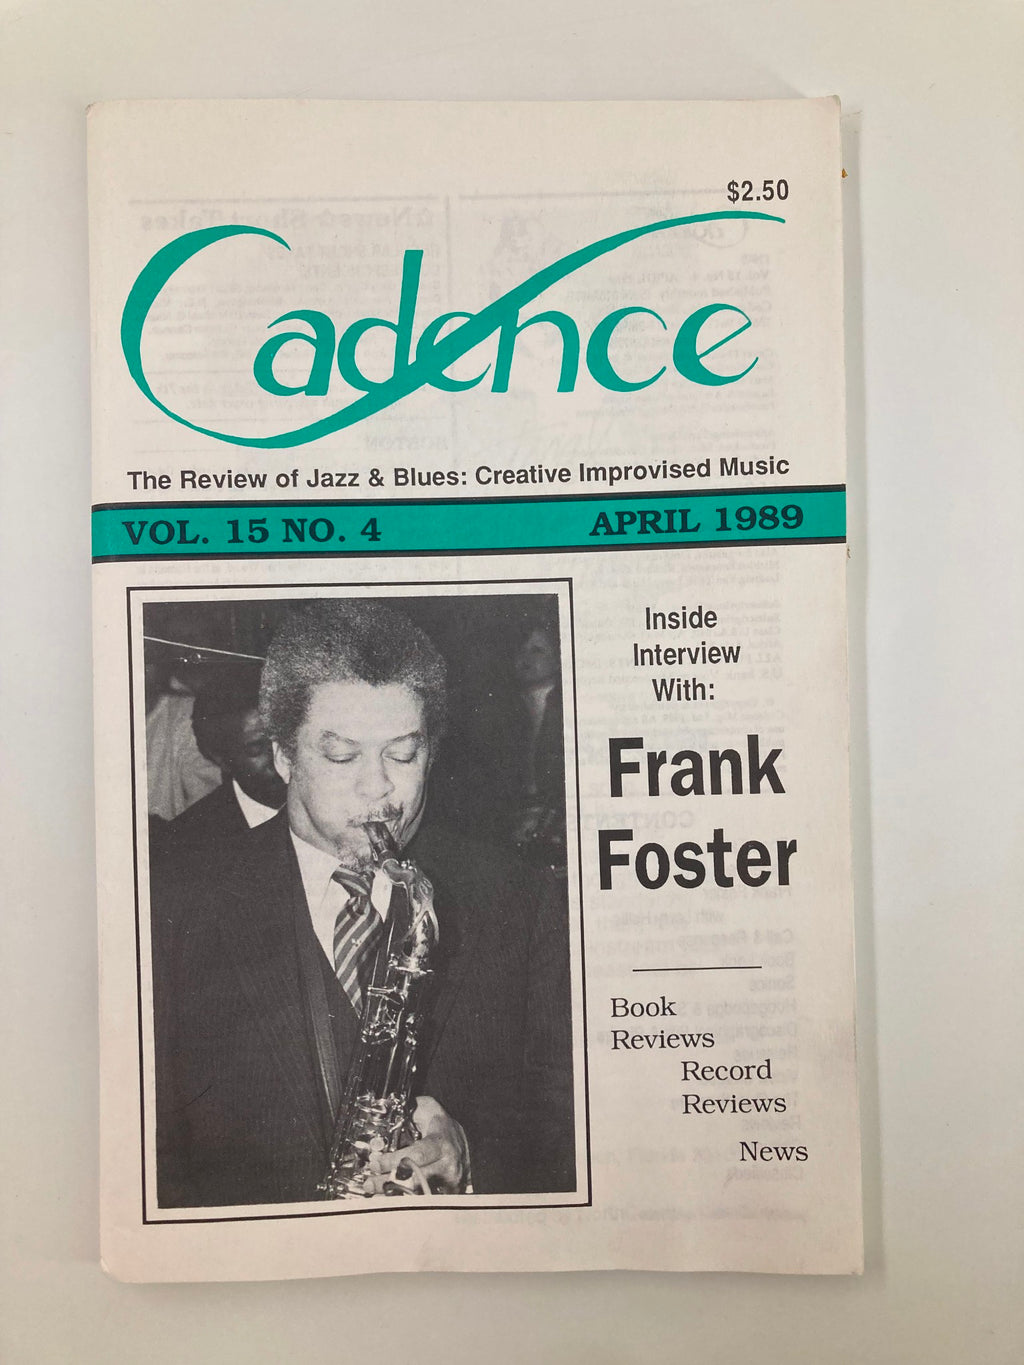 $2.50
Cadence
The Review of Jazz & Blues: Creative Improvised Music
VOL. 15 NO. 4 APRIL 1989
Inside
Interview
With:
Frank
Foster
Book
Reviews
Record
Reviews
News